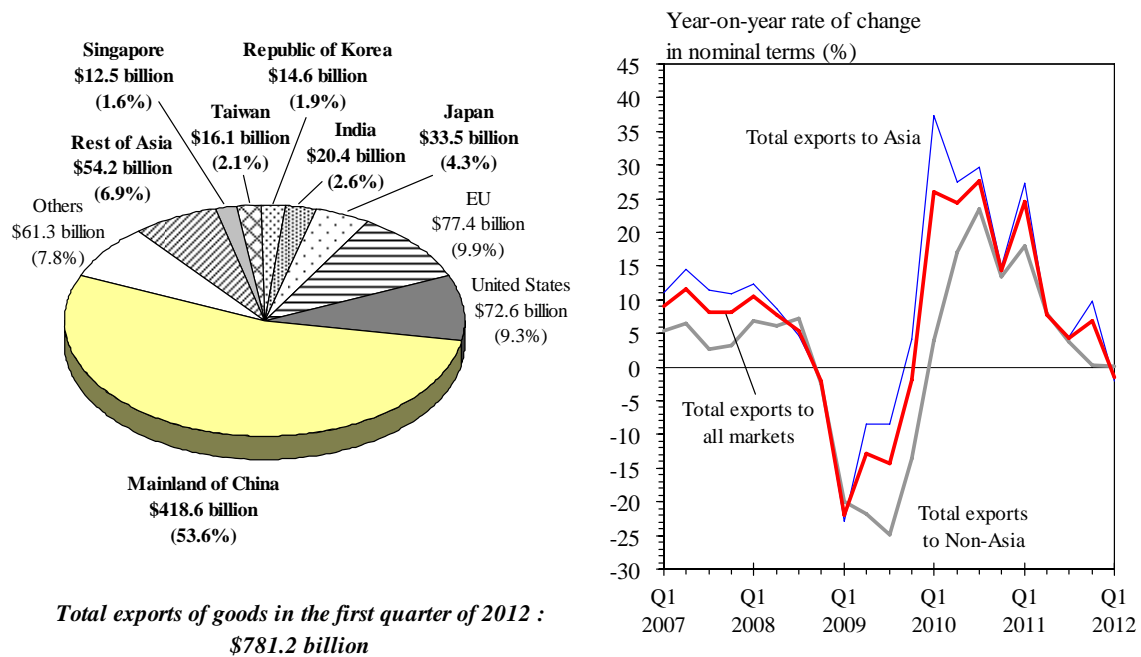 Singapore
$12.5 billion
(1.6%)
Republic of Korea
$14.6 billion
(1.9%)
Taiwan
$16.1 billion
(2.1%)
India
$20.4 billion
(2.6%)
Japan
$33.5 billion
(4.3%)
Rest of Asia
$54.2 billion
(6.9%)
Others
$61.3 billion
(7.8%)
EU
$77.4 billion
(9.9%)
United States
$72.6 billion
(9.3%)
Mainland of China
$418.6 billion
(53.6%)
Total exports of goods in the first quarter of 2012 :
$781.2 billion
Year-on-year rate of change
in nominal terms (%)
45
40
35
30
25
20
15
10
5
0
-5
-10
-15
-20
-25
-30
Total exports to Asia
Total exports to
all markets
Total exports
to Non-Asia
Q1 Q1 Q1 Q1 Q1 Q1
2007 2008 2009 2010 2011 2012